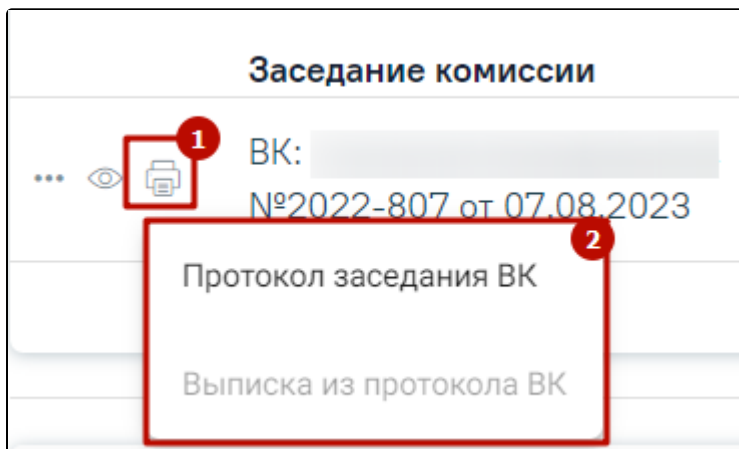 Заседание комиссии
1
ВК:
№2022-807 от 07.08.2023
2
Протокол заседания ВК
Выписка из протокола ВК